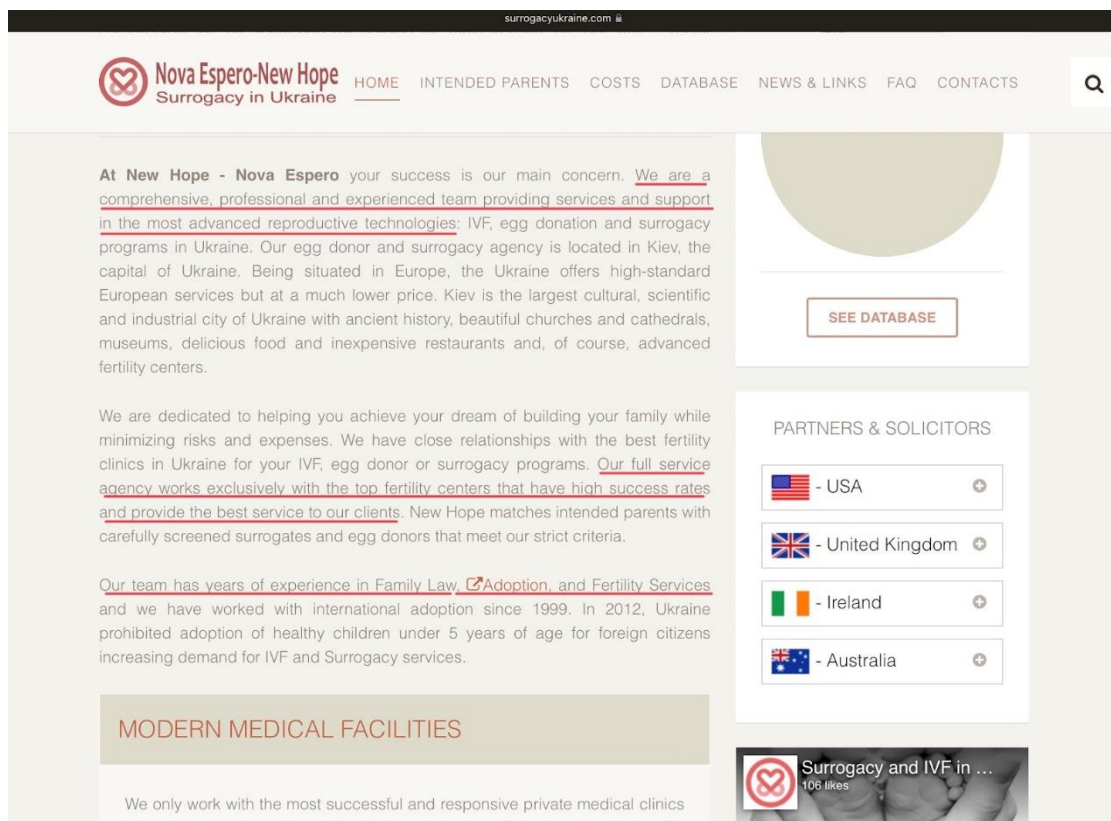 surrogacyukraine.com
Nova Espero-New Hope
Surrogacy in Ukraine
HOME INTENDED PARENTS COSTS DATABASE NEWS & LINKS FAQ CONTACTS
At New Hope - Nova Espero your success is our main concern. We are a
comprehensive, professional and experienced team providing services and support
in the most advanced reproductive technologies: IVF, egg donation and surrogacy
programs in Ukraine. Our egg donor and surrogacy agency is located in Kiev, the
capital of Ukraine. Being situated in Europe, the Ukraine offers high-standard
European services but at a much lower price. Kiev is the largest cultural, scientific
and industrial city of Ukraine with ancient history, beautiful churches and cathedrals,
museums, delicious food and inexpensive restaurants and, of course, advanced
fertility centers.
We are dedicated to helping you achieve your dream of building your family while
minimizing risks and expenses. We have close relationships with the best fertility
clinics in Ukraine for your IVF, egg donor or surrogacy programs. Our full service
agency works exclusively with the top fertility centers that have high success rates
and provide the best service to our clients. New Hope matches intended parents with
carefully screened surrogates and egg donors that meet our strict criteria.
Our team has years of experience in Family Law, Adoption, and Fertility Services
and we have worked with international adoption since 1999. In 2012, Ukraine
prohibited adoption of healthy children under 5 years of age for foreign citizens
increasing demand for IVF and Surrogacy services.
MODERN MEDICAL FACILITIES
We only work with the most successful and responsive private medical clinics
SEE DATABASE
PARTNERS & SOLICITORS
- USA
- United Kingdom
- Ireland
- Australia
Surrogacy and IVF in ...
106 likes